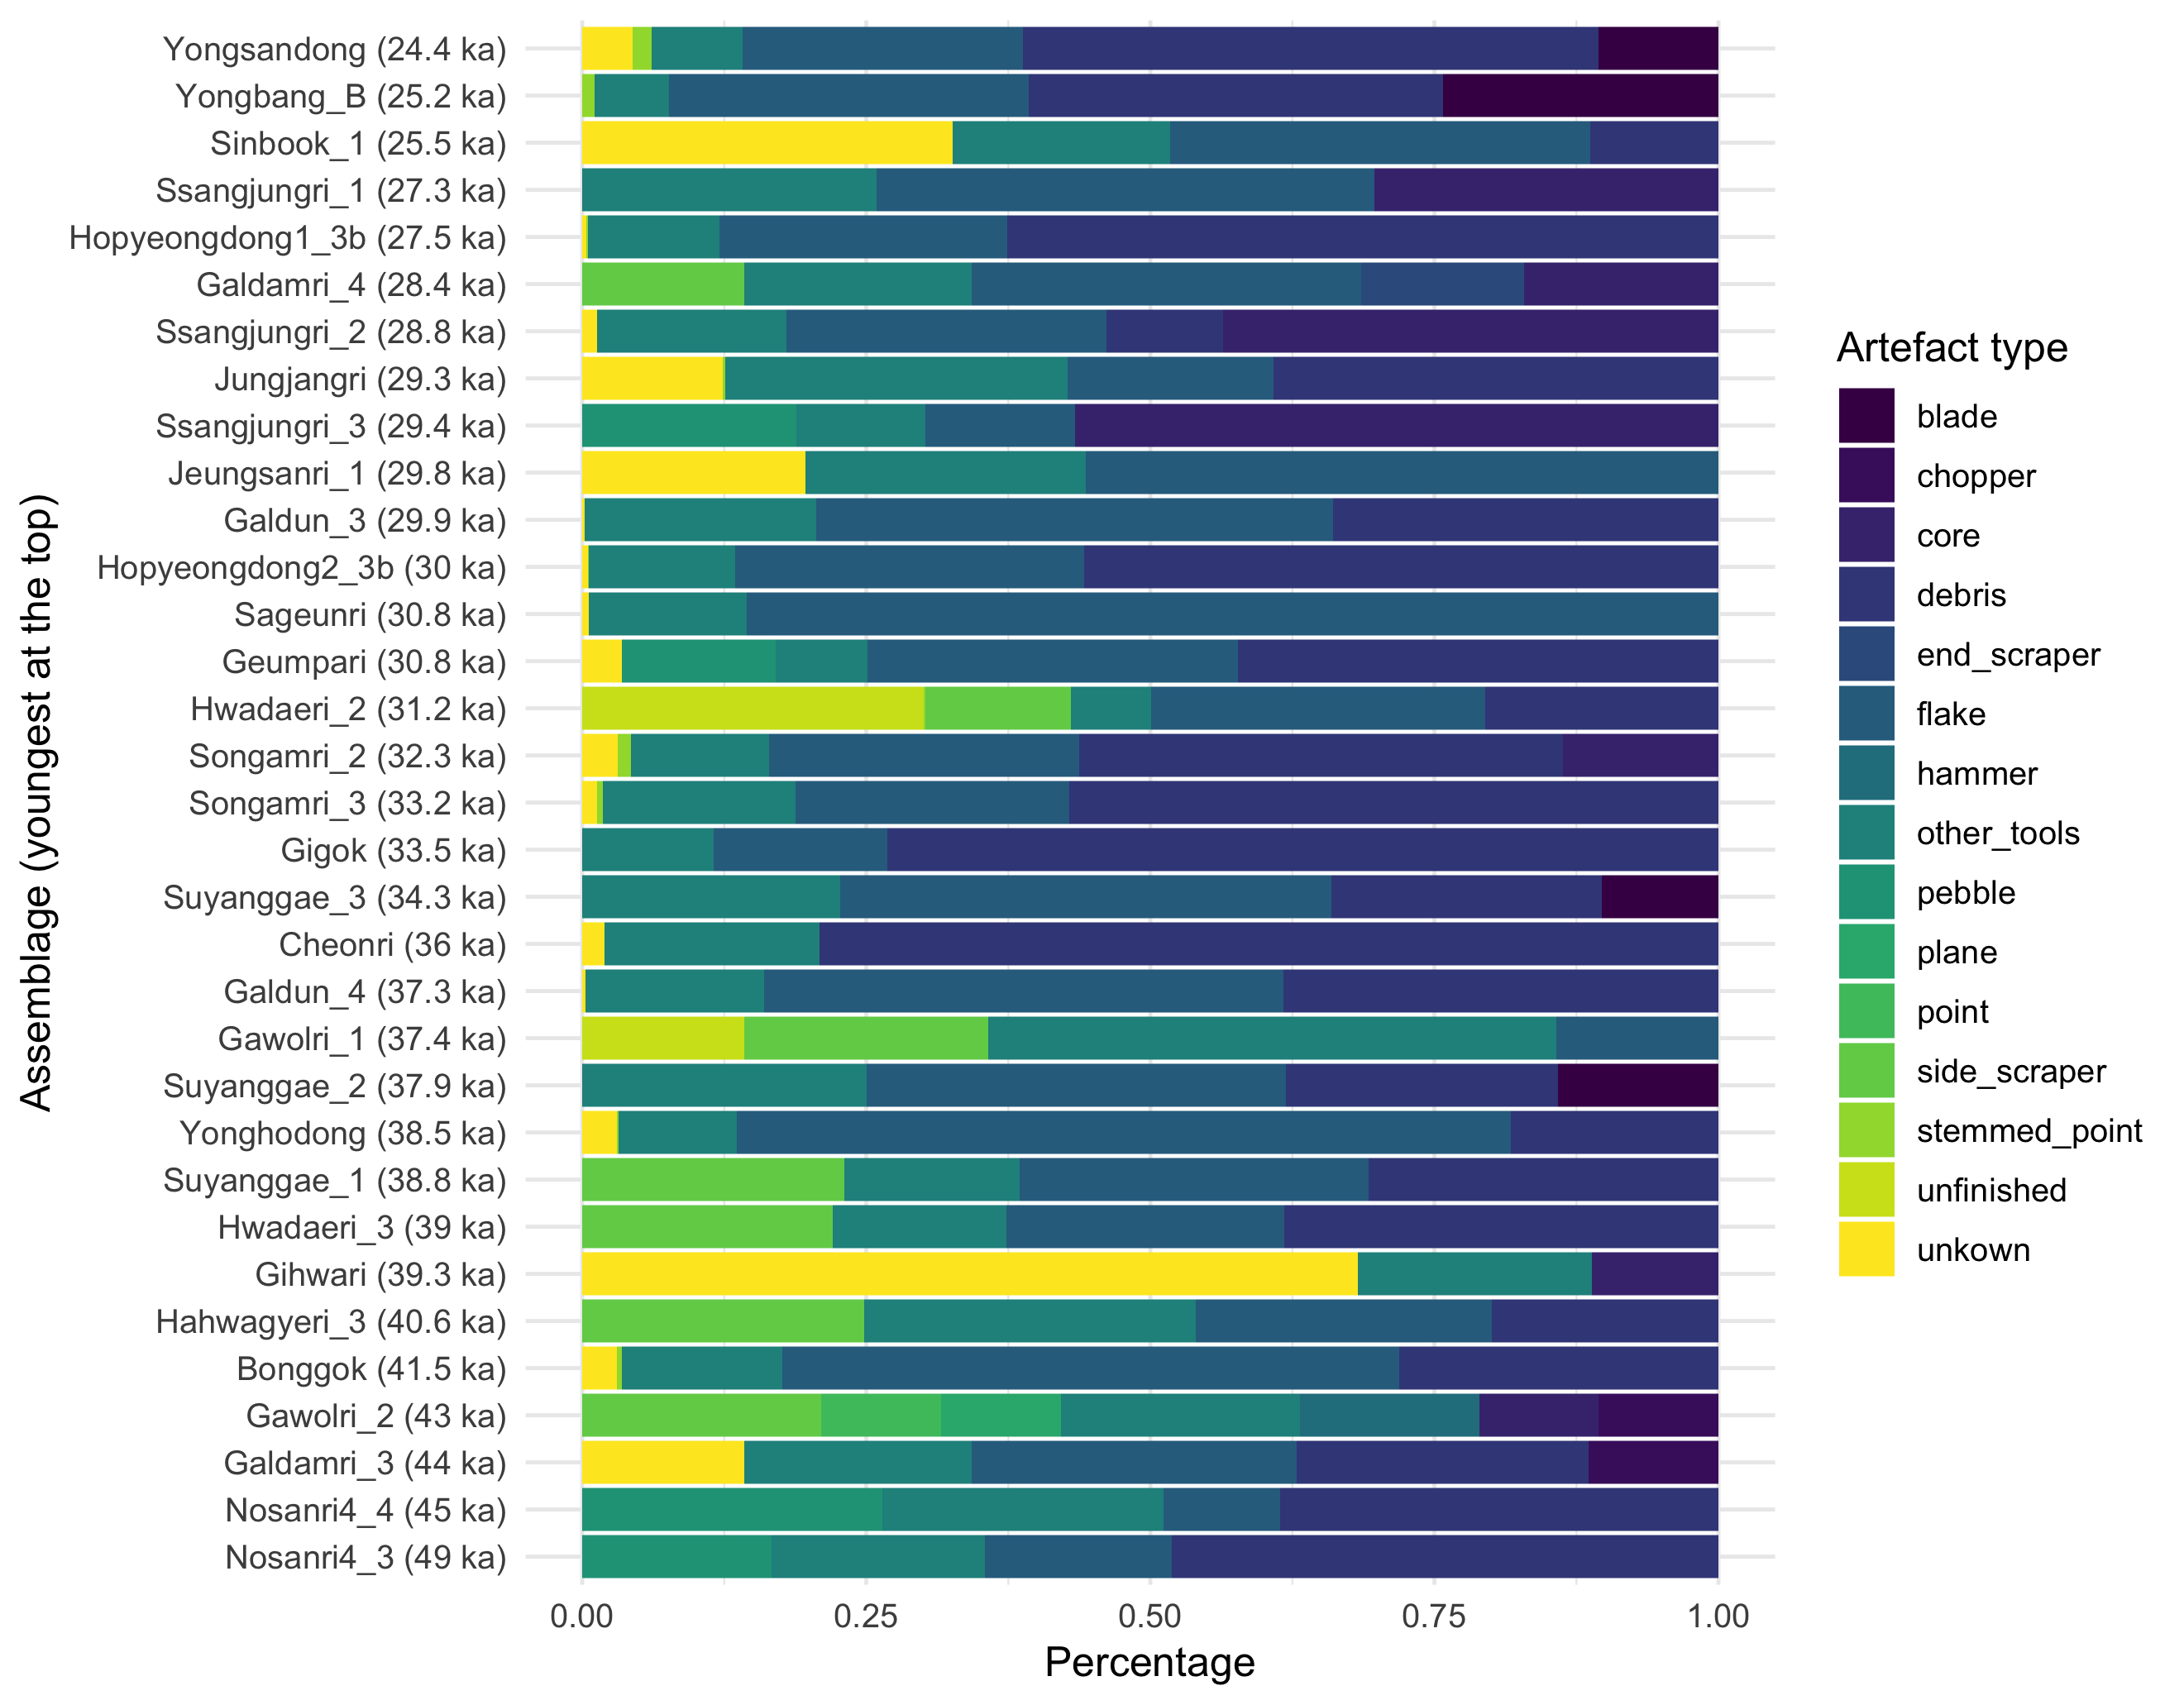 Yongsandong (24.4 ka)
Yongbang_B (25.2 ka)
Sinbook_1 (25.5 ka)
Ssangjungri_1 (27.3 ka)
Hopyeongdong1_3b (27.5 ka)
Galdamri_4 (28.4 ka)
Ssangjungri_2 (28.8 ka)
Jungjangri (29.3 ka)
Ssangjungri_3 (29.4 ka)
Jeungsanri_1 (29.8 ka)
Galdun_3 (29.9 ka)
Hopyeongdong2_3b (30 ka)
Sageunri (30.8 ka)
Geumpari (30.8 ka)
Hwadaeri_2 (31.2 ka)
Songamri_2 (32.3 ka)
Songamri_3 (33.2 ka)
Gigok (33.5 ka)
Suyanggae_3 (34.3 ka)
Cheonri (36 ka)
Galdun_4 (37.3 ka)
Gawolri_1 (37.4 ka)
Suyanggae_2 (37.9 ka)
Yonghodong (38.5 ka)
Suyanggae_1 (38.8 ka)
Hwadaeri_3 (39 ka)
Gihwari (39.3 ka)
Hahwagyeri_3 (40.6 ka)
Bonggok (41.5 ka)
Gawolri_2 (43 ka)
Galdamri_3 (44 ka)
Nosanri4_4 (45 ka)
Nosanri4_3 (49 ka)
Assemblage (youngest at the top)
0.00 0.25 0.50 0.75 1.00
Percentage
Artefact type
blade
chopper
core
debris
end_scraper
flake
hammer
other_tools
pebble
plane
point
side_scraper
stemmed_point
unfinished
unkown